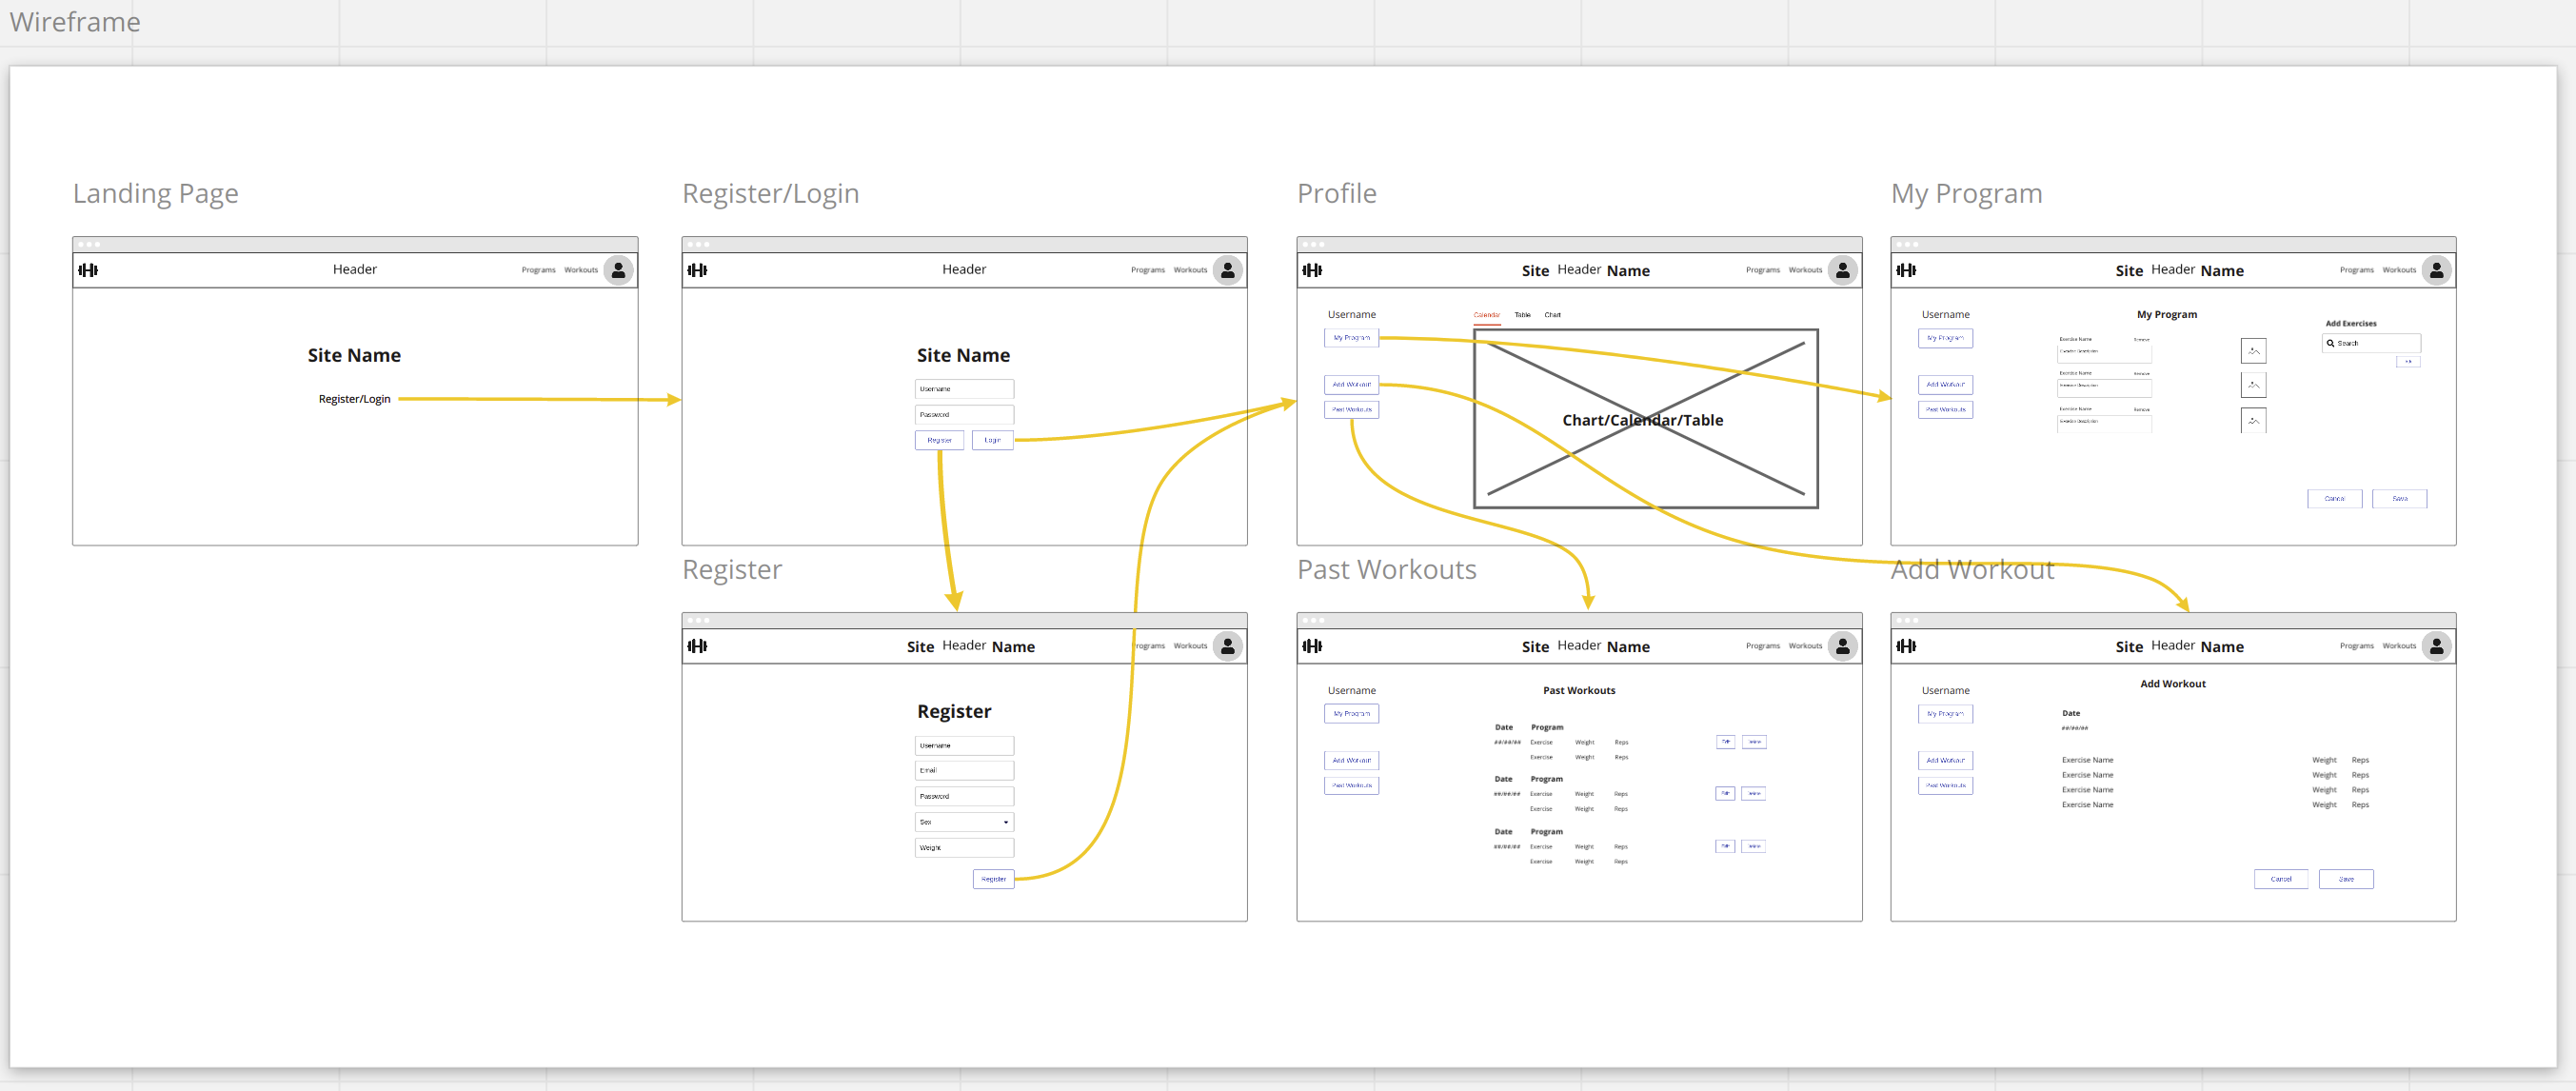 Wireframe
Landing Page
Header
Programs Workouts
Site Name
Register/Login
Register/Login
Header
Programs Workouts
Site Name
Username
Password
Register Login
Profile
Site Header Name
Programs Workouts
Username
My Program
Add Workout
Past Workouts
Calendar Table Chart
Chart/Calendar/Table
My Program
Site Header Name
Programs Workouts
Username
My Program
Add Workout
Past Workouts
My Program
Exercise Name Remove
Exercise Description
Exercise Name Remove
Exercise Description
Exercise Name Remove
Exercise Description
Add Exercises
Search
Cancel Save
Register
Site Header Name
Programs Workouts
Register
Username
Email
Password
Sex
Weight
Register
Past Workouts
Site Header Name
Programs Workouts
Username
My Program
Add Workout
Past Workouts
Past Workouts
Date Program
##/##/## Exercise Weight Reps
Edit Delete
Exercise Weight Reps
Date Program
##/##/## Exercise Weight Reps
Edit Delete
Exercise Weight Reps
Date Program
##/##/## Exercise Weight Reps
Edit Delete
Exercise Weight Reps
Add Workout
Site Header Name
Programs Workouts
Username
My Program
Add Workout
Past Workouts
Add Workout
Date
##/##/##
Exercise Name Weight Reps
Exercise Name Weight Reps
Exercise Name Weight Reps
Exercise Name Weight Reps
Cancel Save